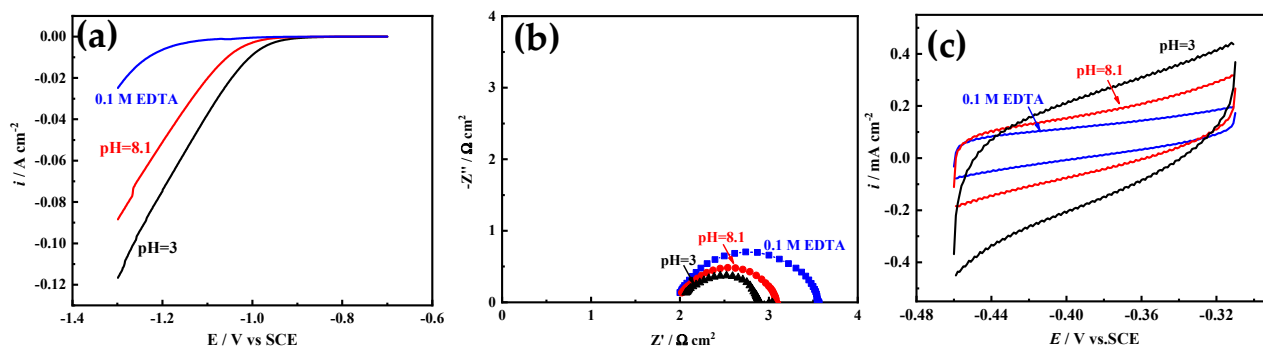 (a)
0.00
-0.02
-0.04
-0.06
-0.08
-0.10
-0.12
i / A cm-2
0.1 M EDTA
pH=8.1
pH=3
-1.4
-1.2
-1.0
-0.8
-0.6
E / V vs SCE
(b)
-4
-3
-2
-1
0
-Z'' / Ω cm2
pH=3
pH=8.1
0.1 M EDTA
0
1
2
3
4
Z' / Ω cm2
(c)
0.4
0.2
0.0
-0.2
-0.4
i / mA cm-2
pH=3
pH=8.1
0.1 M EDTA
-0.48
-0.44
-0.40
-0.36
-0.32
E / V vs.SCE